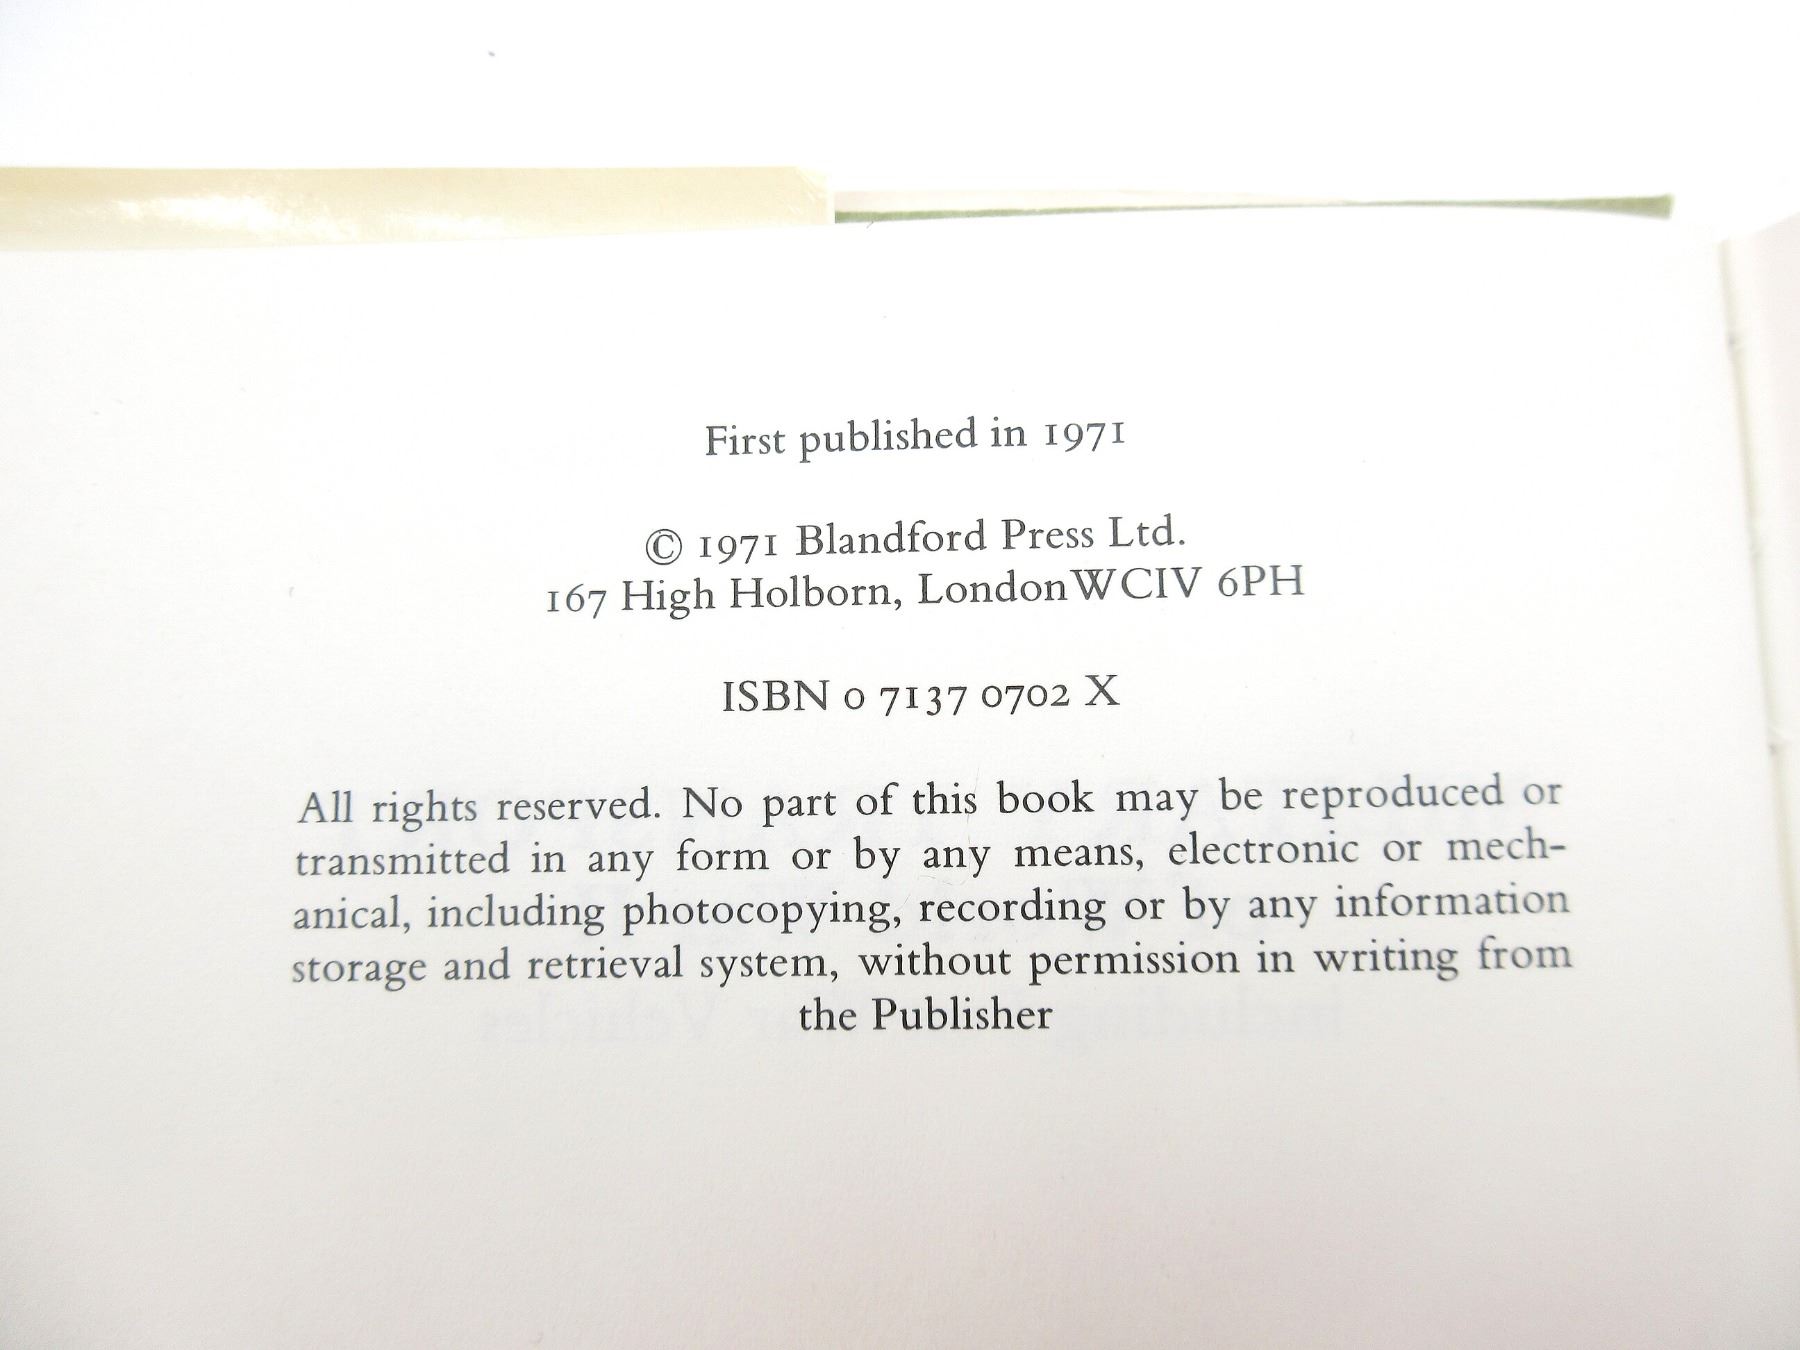 First published in 1971
© 1971 Blandford Press Ltd.
167 High Holborn, London WCIV 6PH
ISBN 0 7137 0702 X
All rights reserved. No part of this book may be reproduced or
transmitted in any form or by any means, electronic or mech-
anical, including photocopying, recording or by any information
storage and retrieval system, without permission in writing from
the Publisher